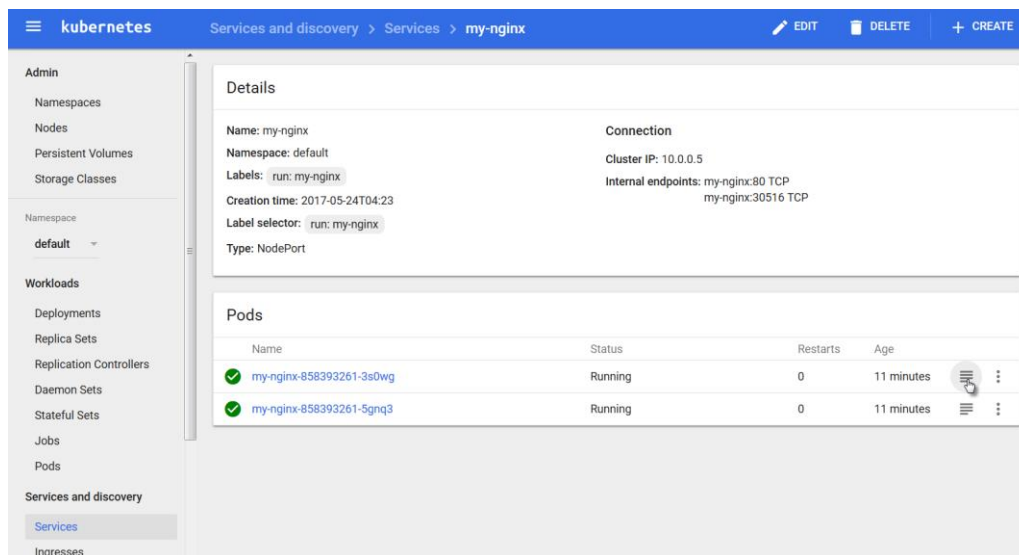 kubernetes
Services and discovery > Services > my-nginx
EDIT
DELETE
+ CREATE
Admin
Namespaces
Nodes
Persistent Volumes
Storage Classes
Namespace
default
Workloads
Deployments
Replica Sets
Replication Controllers
Daemon Sets
Stateful Sets
Jobs
Pods
Services and discovery
Services
Ingresses
Details
Name: my-nginx
Namespace: default
Labels: run: my-nginx
Creation time: 2017-05-24T04:23
Label selector: run: my-nginx
Type: NodePort
Connection
Cluster IP: 10.0.0.5
Internal endpoints: my-nginx:80 TCP
my-nginx:30516 TCP
Pods
Name Status Restarts Age
my-nginx-858393261-3s0wg Running 0 11 minutes
my-nginx-858393261-5gnq3 Running 0 11 minutes